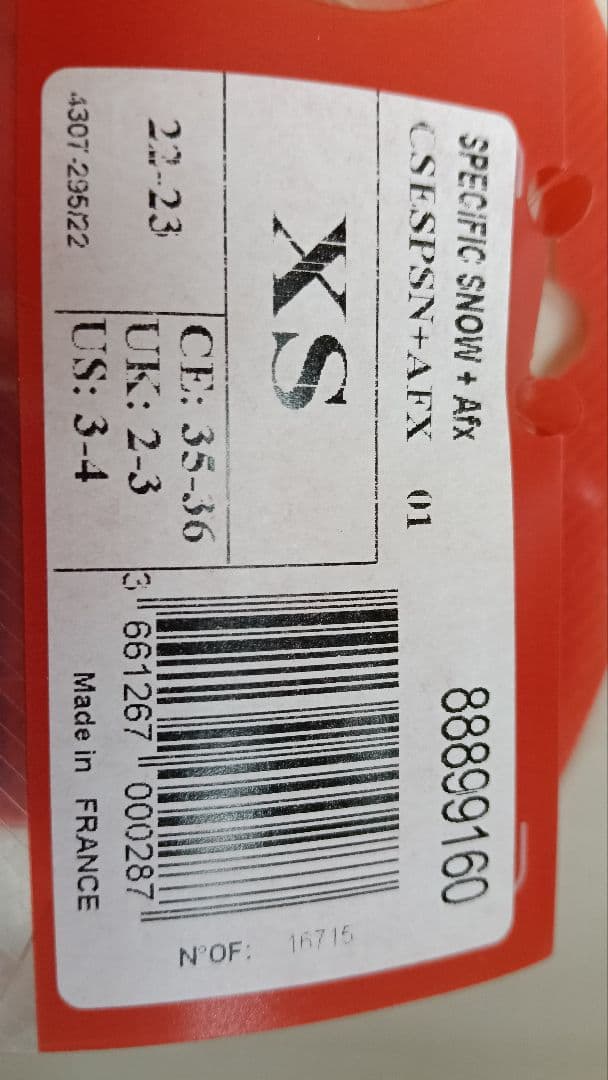 SPECIFIC SNOW + Afx
88899160
CSESPSN+AFX 01
XS
22-23
CE: 35-36
UK: 2-3
US: 3-4
4307-295/22
3 661267 000287
Made in FRANCE
N°OF: 16715